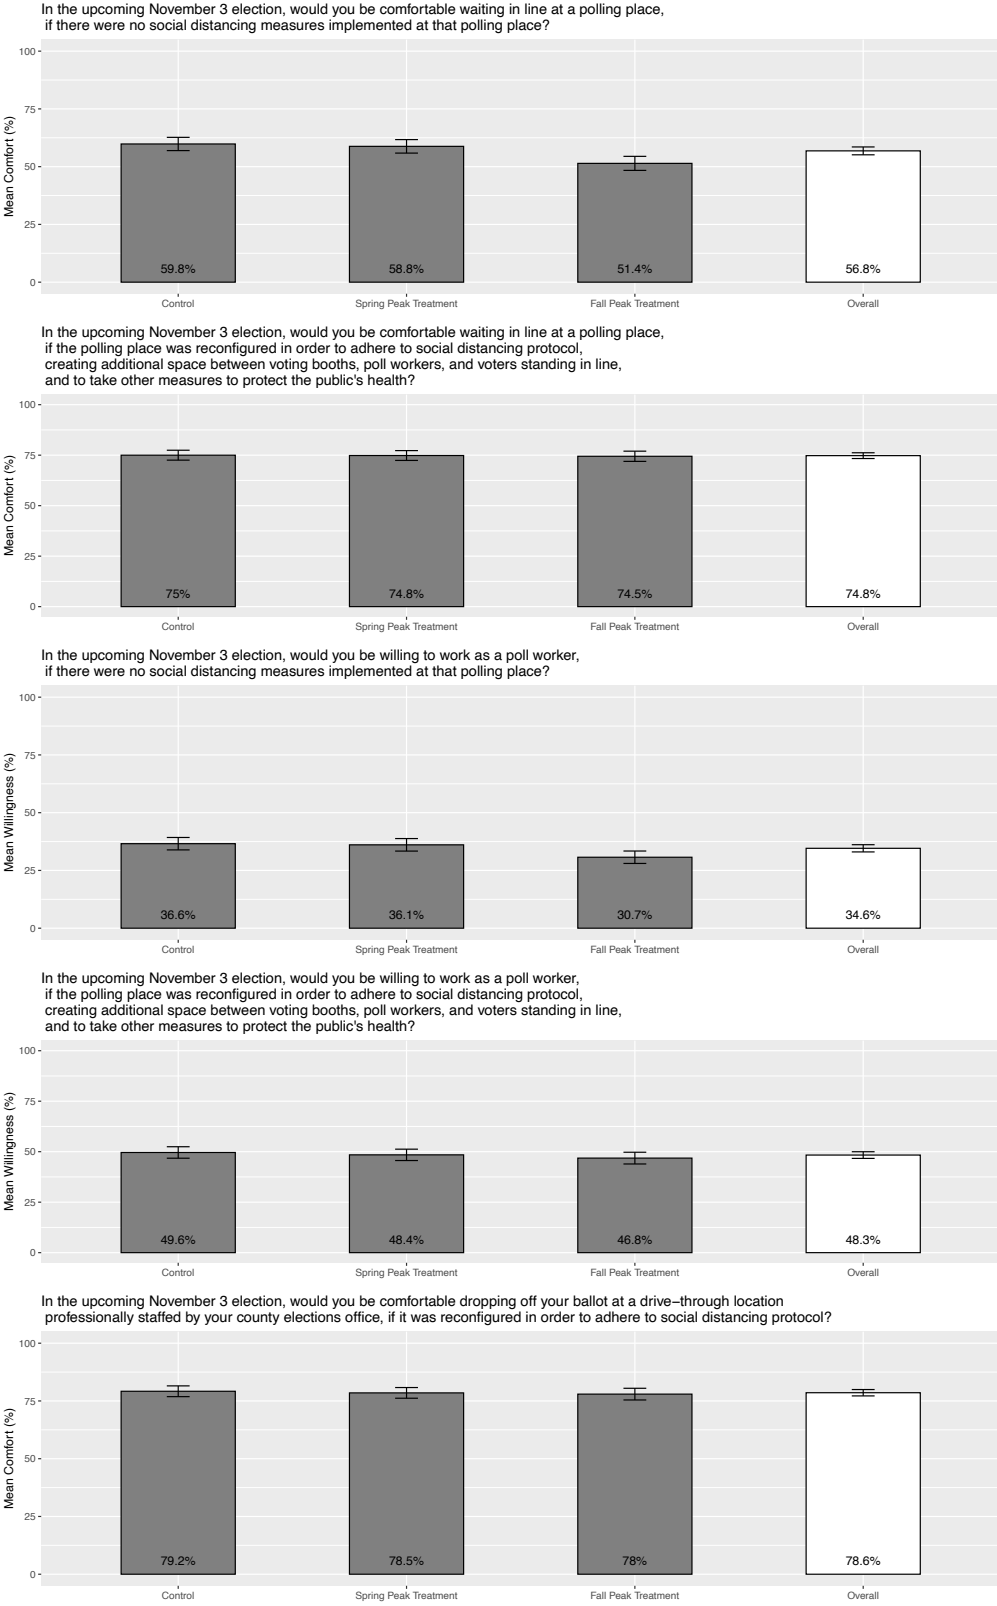 In the upcoming November 3 election, would you be comfortable waiting in line at a polling place,
if there were no social distancing measures implemented at that polling place?
100
75
50
25
0
Mean Comfort (%)
59.8%
58.8%
51.4%
56.8%
Control
Spring Peak Treatment
Fall Peak Treatment
Overall
In the upcoming November 3 election, would you be comfortable waiting in line at a polling place,
if the polling place was reconfigured in order to adhere to social distancing protocol,
creating additional space between voting booths, poll workers, and voters standing in line,
and to take other measures to protect the public's health?
100
75
50
25
0
Mean Comfort (%)
75%
74.8%
74.5%
74.8%
Control
Spring Peak Treatment
Fall Peak Treatment
Overall
In the upcoming November 3 election, would you be willing to work as a poll worker,
if there were no social distancing measures implemented at that polling place?
100
75
50
25
0
Mean Willingness (%)
36.6%
36.1%
30.7%
34.6%
Control
Spring Peak Treatment
Fall Peak Treatment
Overall
In the upcoming November 3 election, would you be willing to work as a poll worker,
if the polling place was reconfigured in order to adhere to social distancing protocol,
creating additional space between voting booths, poll workers, and voters standing in line,
and to take other measures to protect the public's health?
100
75
50
25
0
Mean Willingness (%)
49.6%
48.4%
46.8%
48.3%
Control
Spring Peak Treatment
Fall Peak Treatment
Overall
In the upcoming November 3 election, would you be comfortable dropping off your ballot at a drive−through location
professionally staffed by your county elections office, if it was reconfigured in order to adhere to social distancing protocol?
100
75
50
25
0
Mean Comfort (%)
79.2%
78.5%
78%
78.6%
Control
Spring Peak Treatment
Fall Peak Treatment
Overall